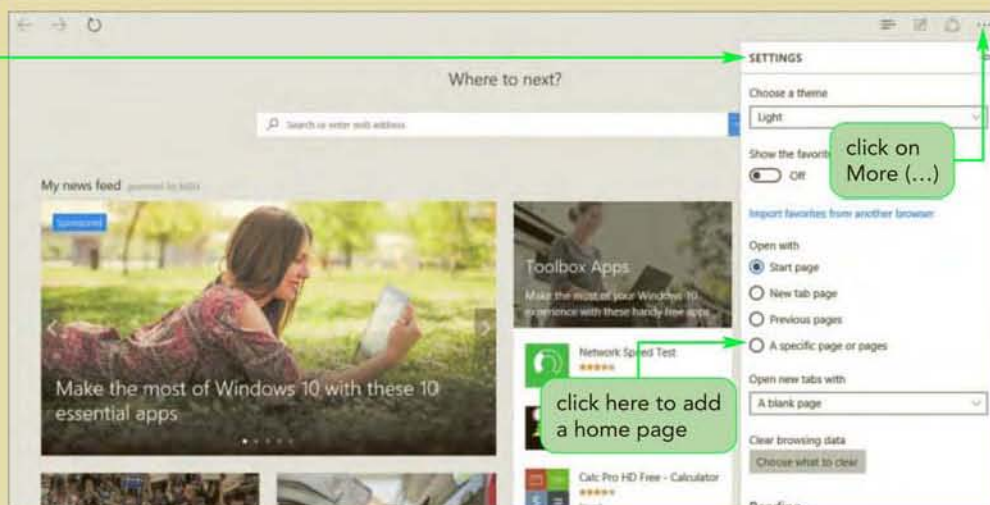 Where to next?
Search or enter web address
My news feed
Sponsored
Make the most of Windows 10 with these 10
essential apps
Toolbox Apps
Make the most of your Windows 10
experience with these handy free apps
Network Speed Test
Calc Pro HD Free - Calculator
click here to add
a home page
SETTINGS
Choose a theme
Light
Show the favorit
Off
click on
More (...)
Import favorites from another browser
Open with
Start page
New tab page
Previous pages
A specific page or pages
Open new tabs with
A blank page
Clear browsing data
Choose what to clear